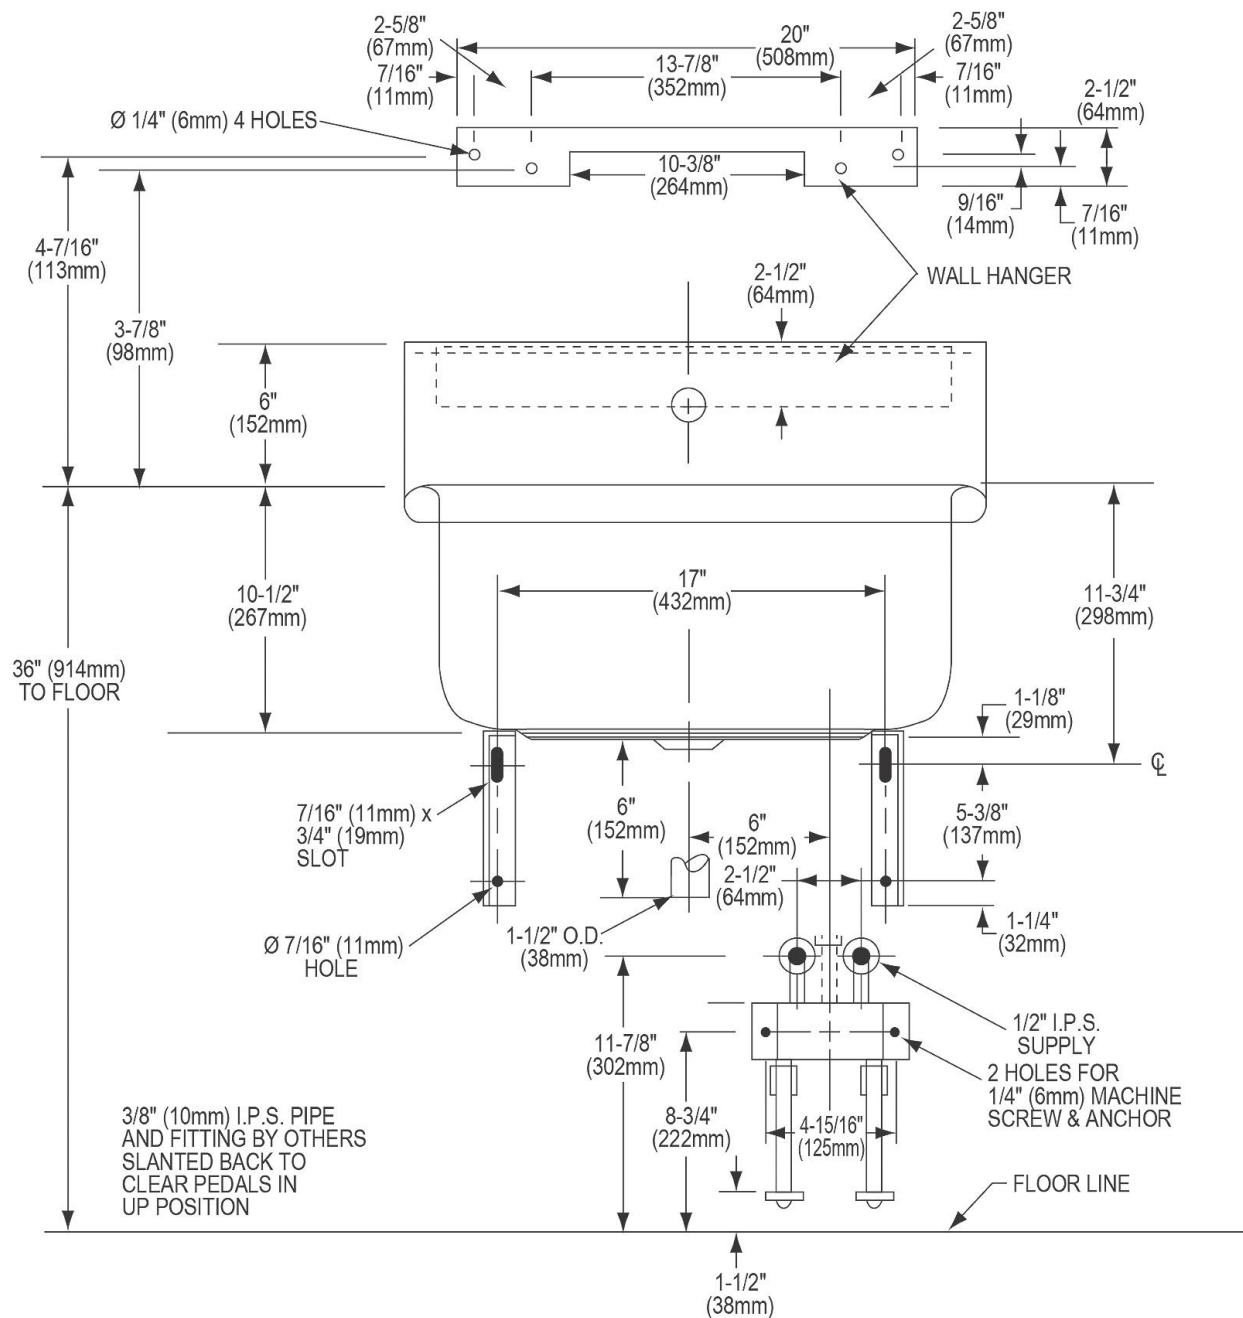 2-5/8"
(67mm)
20"
(508mm)
2-5/8"
(67mm)
7/16"
(11mm)
13-7/8"
(352mm)
7/16"
(11mm)
2-1/2"
(64mm)
Ø 1/4" (6mm) 4 HOLES
10-3/8"
(264mm)
9/16"
(14mm)
7/16"
(11mm)
4-7/16"
(113mm)
2-1/2"
(64mm)
WALL HANGER
3-7/8"
(98mm)
6"
(152mm)
17"
(432mm)
10-1/2"
(267mm)
11-3/4"
(298mm)
36" (914mm)
TO FLOOR
1-1/8"
(29mm)
℄
7/16" (11mm) x
3/4" (19mm)
SLOT
6"
(152mm)
6"
(152mm)
5-3/8"
(137mm)
2-1/2"
(64mm)
Ø 7/16" (11mm)
HOLE
1-1/2" O.D.
(38mm)
1-1/4"
(32mm)
11-7/8"
(302mm)
1/2" I.P.S.
SUPPLY
2 HOLES FOR
1/4" (6mm) MACHINE
SCREW & ANCHOR
8-3/4"
(222mm)
4-15/16"
(125mm)
3/8" (10mm) I.P.S. PIPE
AND FITTING BY OTHERS
SLANTED BACK TO
CLEAR PEDALS IN
UP POSITION
FLOOR LINE
1-1/2"
(38mm)